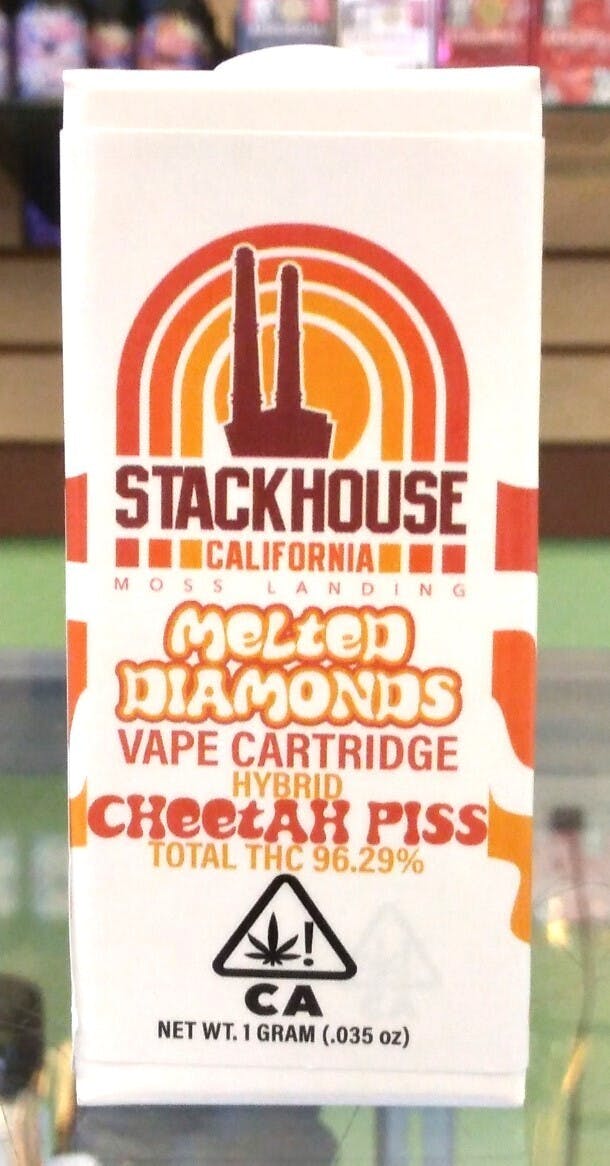 STACKHOUSE
CALIFORNIA
MOSS LANDING
MeLteD
DIAMONDS
VAPE CARTRIDGE
HYBRID
CHeetAH PISS
TOTAL THC 96.29%
!
CA
NET WT. 1 GRAM (.035 oz)